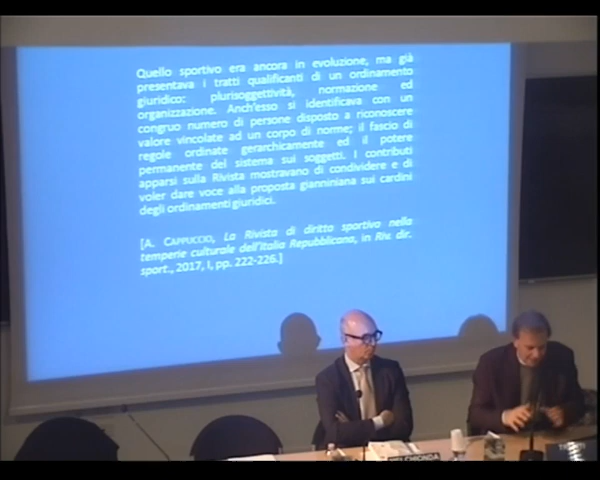 Quello sportivo era ancora in evoluzione, ma già
presentava i tratti qualificanti di un ordinamento
giuridico: plurisoggettività, normazione ed
organizzazione. Anch'esso si identificava con un
congruo numero di persone disposto a riconoscere
valore vincolate ad un corpo di norme; il fascio di
regole ordinate gerarchicamente ed il potere
permanente del sistema sui soggetti. I contributi
apparsi sulla Rivista mostravano di condividere e di
voler dare voce alla proposta gianniniana sui cardini
degli ordinamenti giuridici.
[A. CAPPUCCIO, La Rivista di diritto sportivo nella
temperie culturale dell'Italia Repubblicana, in Riv. dir.
sport., 2017, I, pp. 222-226.]
MELCHIONDA